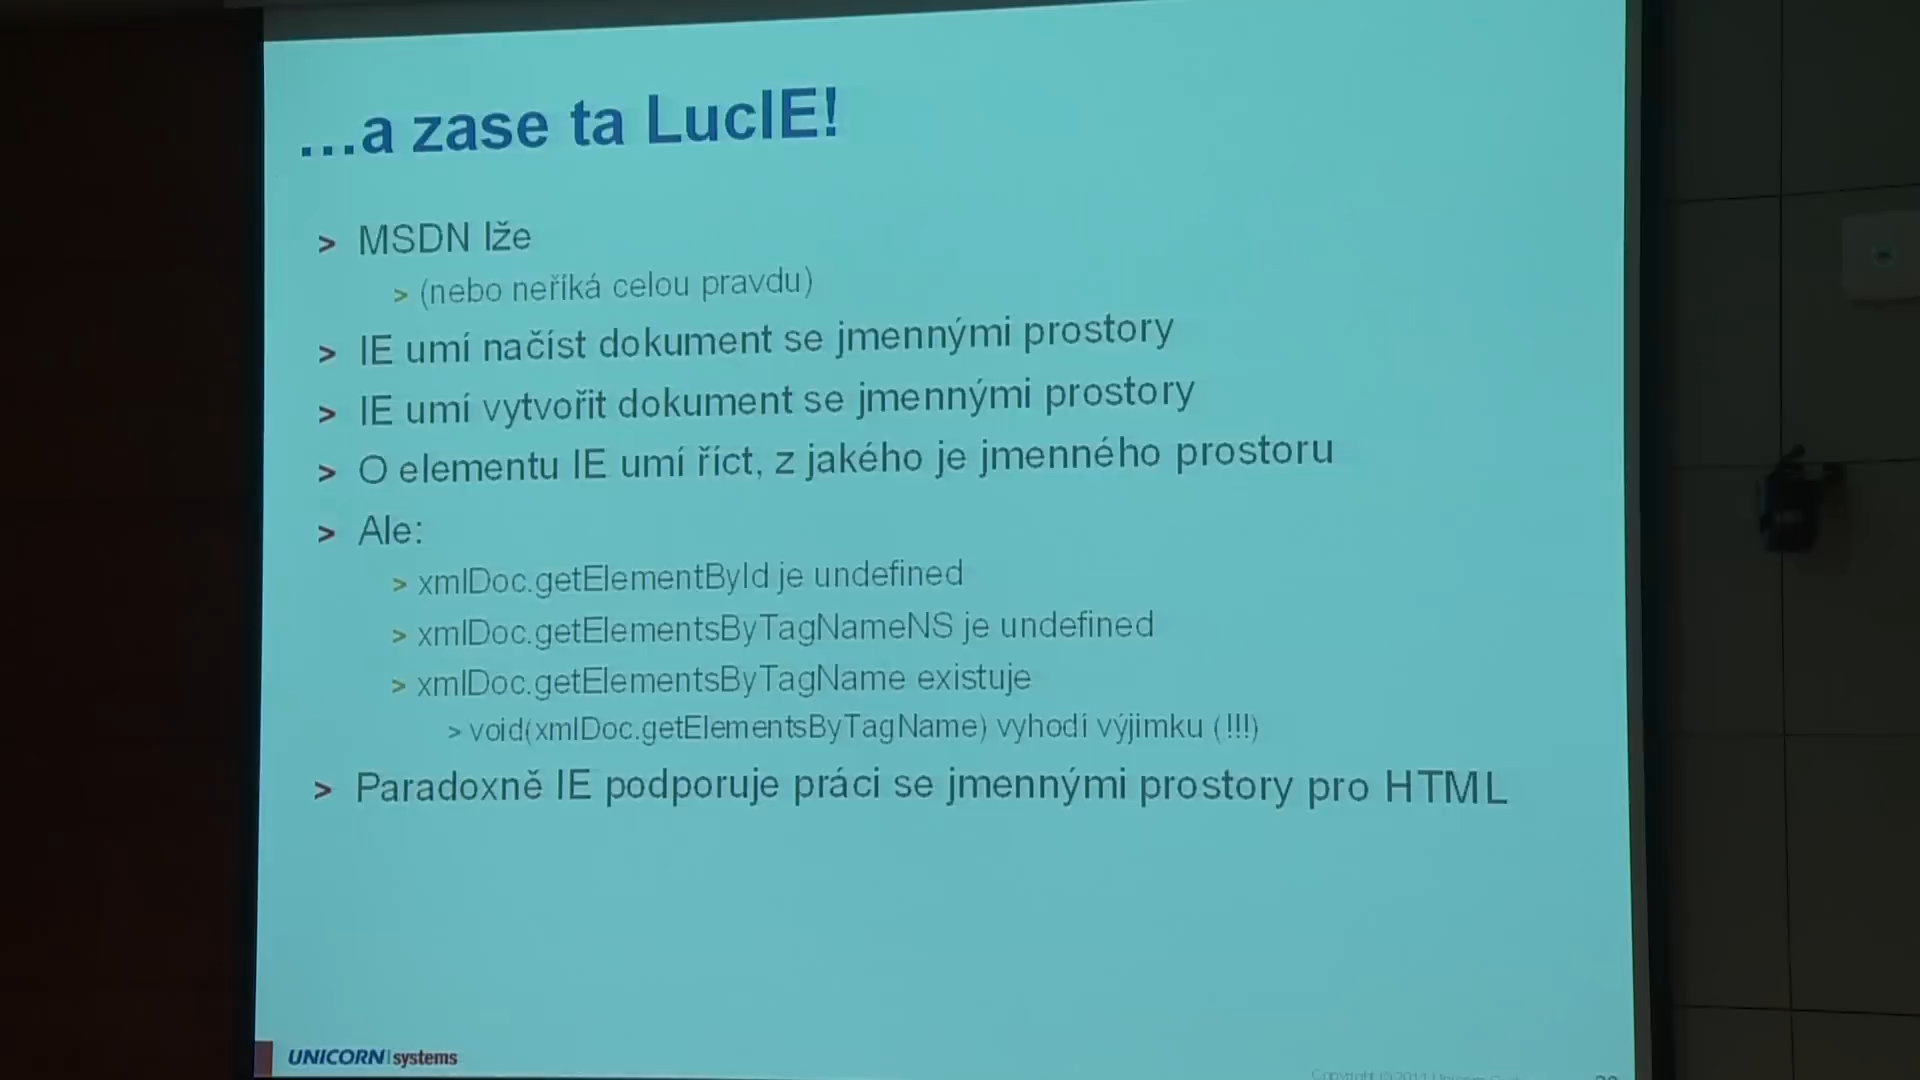 ...a zase ta LucIE!
> MSDN lže
> (nebo neříká celou pravdu)
> IE umí načíst dokument se jmennými prostory
> IE umí vytvořit dokument se jmennými prostory
> O elementu IE umí říct, z jakého je jmenného prostoru
> Ale:
> xmlDoc.getElementById je undefined
> xmlDoc.getElementsByTagNameNS je undefined
> xmlDoc.getElementsByTagName existuje
> void(xmlDoc.getElementsByTagName) vyhodí výjimku (!!!)
> Paradoxně IE podporuje práci se jmennými prostory pro HTML
UNICORN systems
Copyright © 2011 Unicorn